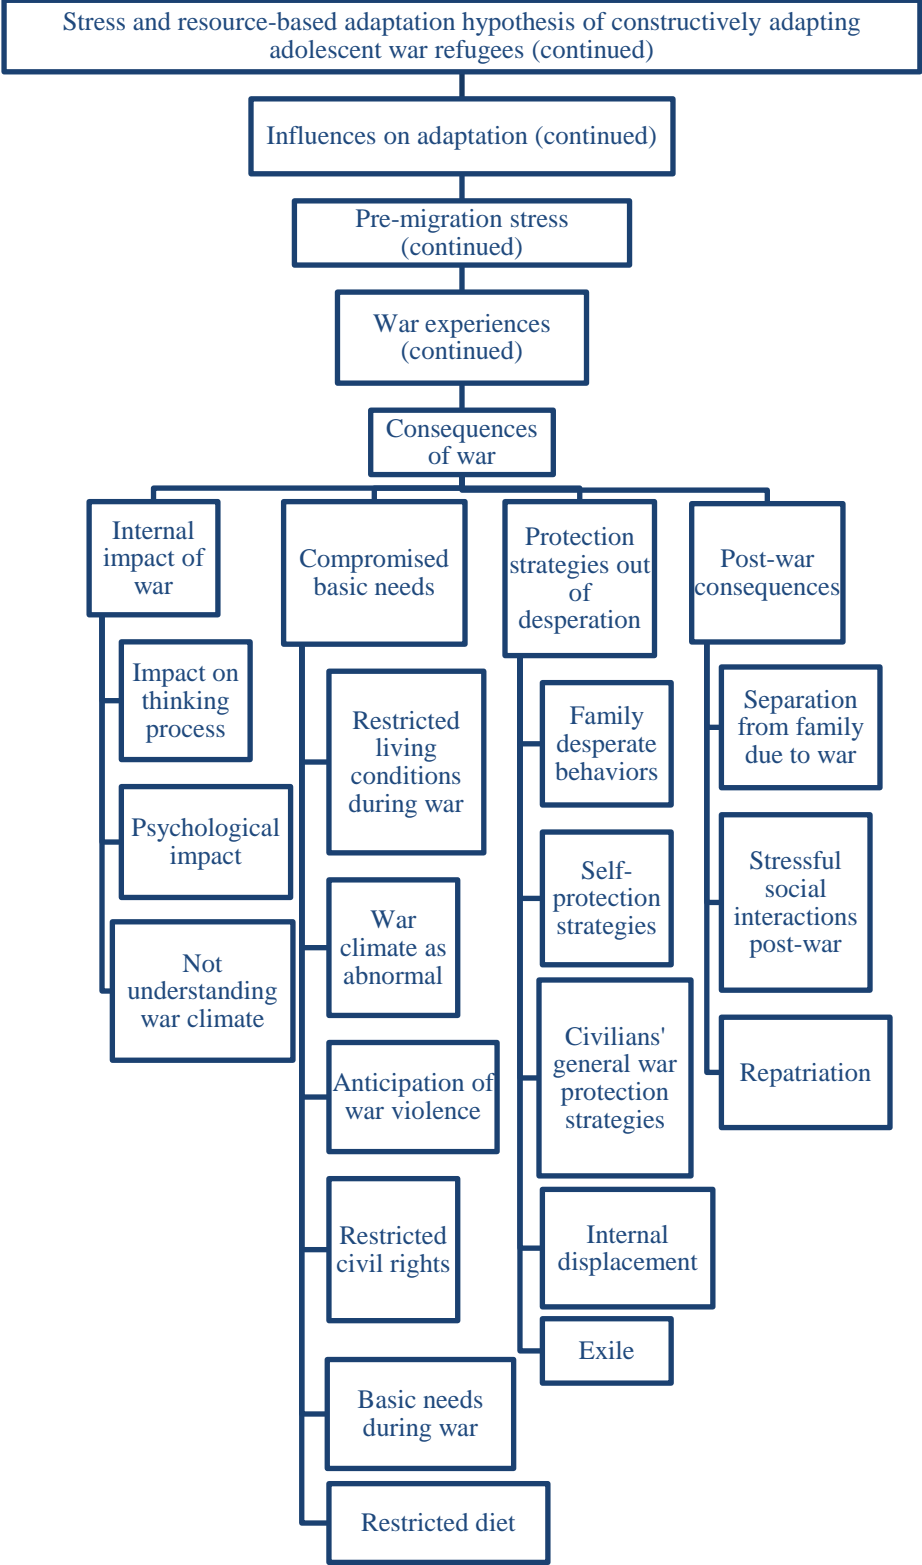 Stress and resource-based adaptation hypothesis of constructively adapting
adolescent war refugees (continued)
Influences on adaptation (continued)
Pre-migration stress
(continued)
War experiences
(continued)
Consequences
of war
Internal
impact of
war
Impact on
thinking
process
Psychological
impact
Not
understanding
war climate
Compromised
basic needs
Restricted
living
conditions
during war
War
climate as
abnormal
Anticipation of
war violence
Restricted
civil rights
Basic needs
during war
Restricted diet
Protection
strategies out
of
desperation
Family
desperate
behaviors
Self-
protection
strategies
Civilians'
general war
protection
strategies
Internal
displacement
Exile
Post-war
consequences
Separation
from family
due to war
Stressful
social
interactions
post-war
Repatriation